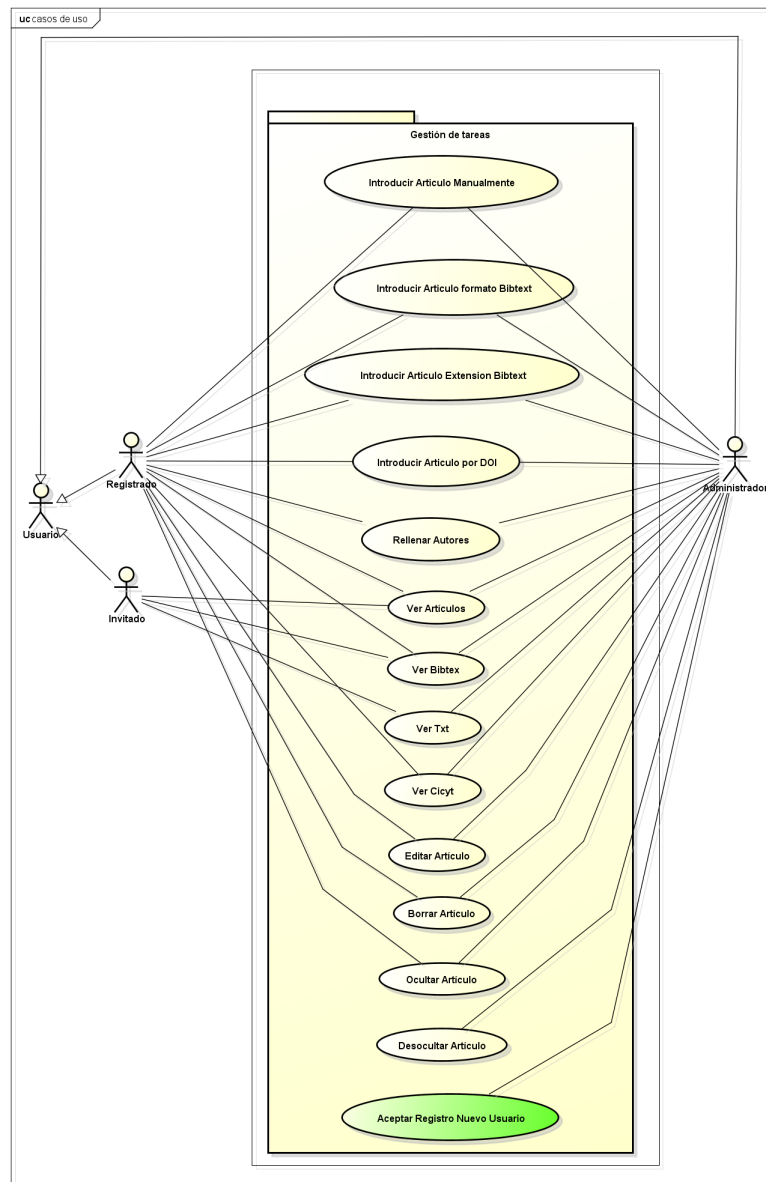 uc casos de uso
Gestión de tareas
Introducir Articulo Manualmente
Introducir Articulo formato Bibtext
Introducir Articulo Extension Bibtext
Introducir Articulo por DOI
Registrado
Administrador
Usuario
Rellenar Autores
Ver Articulos
Invitado
Ver Bibtex
Ver Txt
Ver Cicyt
Editar Articulo
Borrar Articulo
Ocultar Articulo
Desocultar Articulo
Aceptar Registro Nuevo Usuario